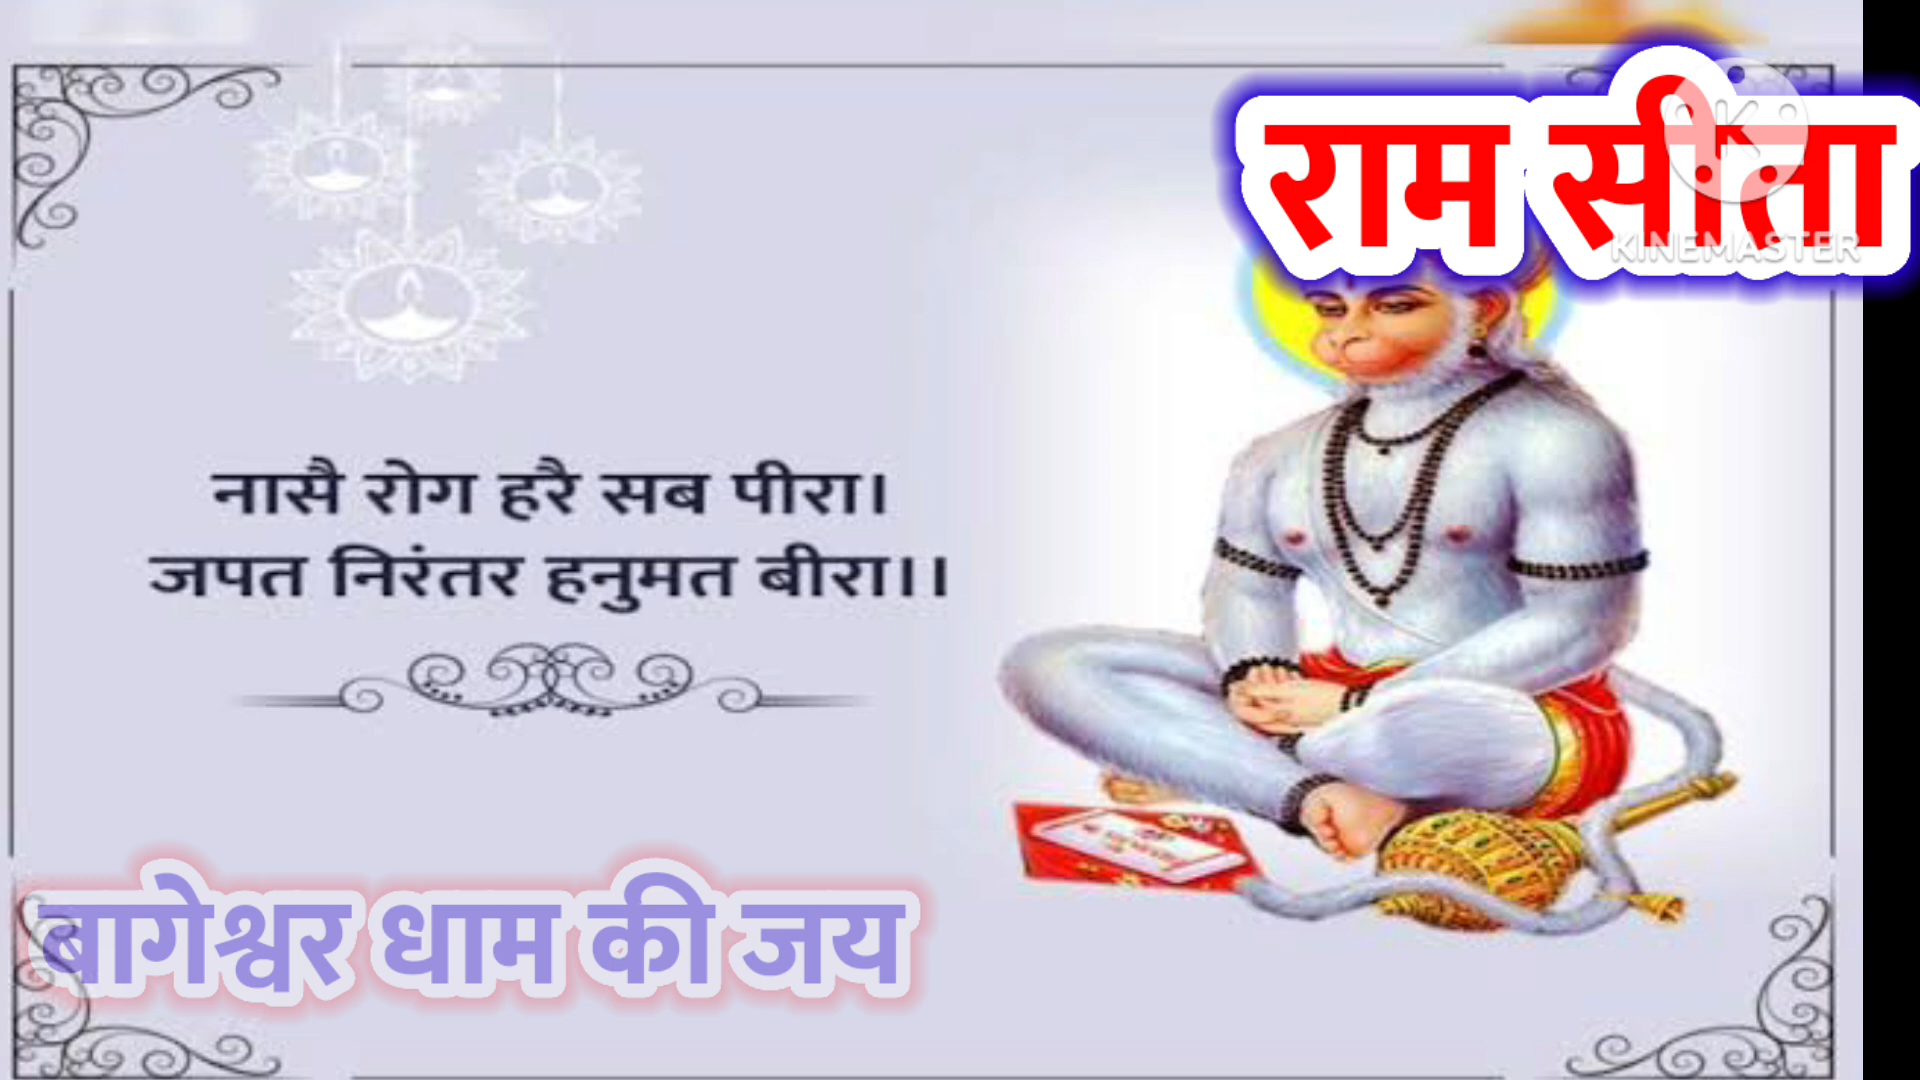 राम सीता
KINEMASTER
नासै रोग हरै सब पीरा।
जपत निरंतर हनुमत बीरा।।
बागेश्वर धाम की जय